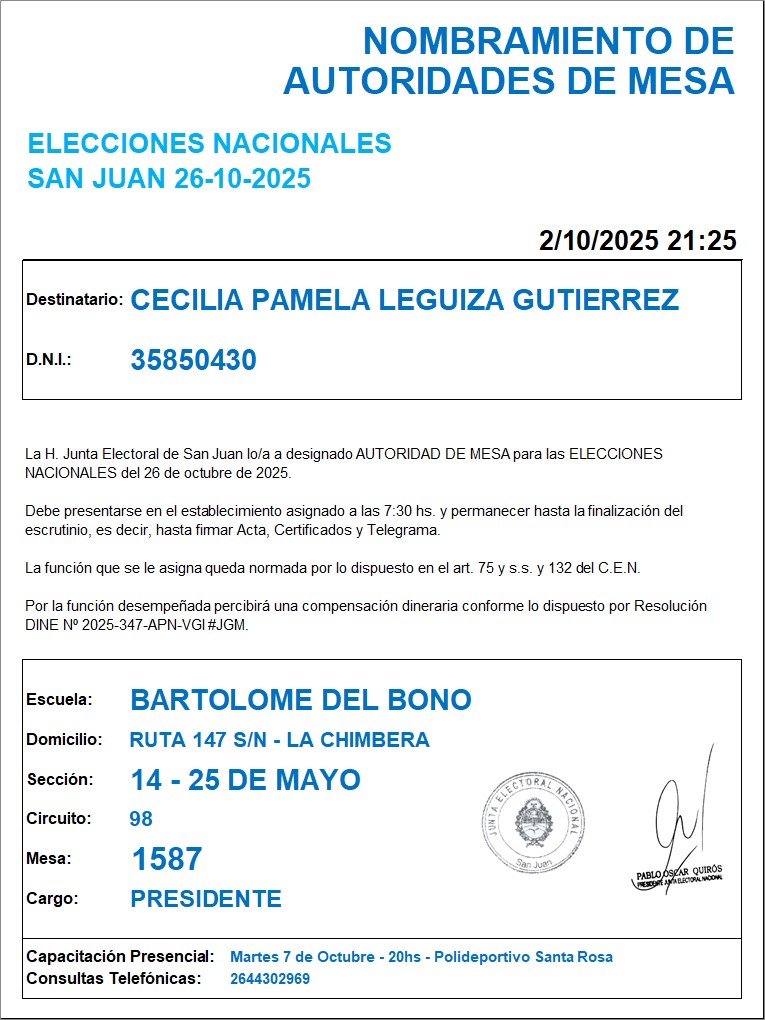 NOMBRAMIENTO DE
AUTORIDADES DE MESA
ELECCIONES NACIONALES
SAN JUAN 26-10-2025
2/10/2025 21:25
Destinatario: CECILIA PAMELA LEGUIZA GUTIERREZ
D.N.I.: 35850430
La H. Junta Electoral de San Juan lo/a a designado AUTORIDAD DE MESA para las ELECCIONES
NACIONALES del 26 de octubre de 2025.
Debe presentarse en el establecimiento asignado a las 7:30 hs. y permanecer hasta la finalización del
escrutinio, es decir, hasta firmar Acta, Certificados y Telegrama.
La función que se le asigna queda normada por lo dispuesto en el art. 75 y s.s. y 132 del C.E.N.
Por la función desempeñada percibirá una compensación dineraria conforme lo dispuesto por Resolución
DINE Nº 2025-347-APN-VGI #JGM.
Escuela: BARTOLOME DEL BONO
Domicilio: RUTA 147 S/N - LA CHIMBERA
Sección: 14 - 25 DE MAYO
Circuito: 98
Mesa: 1587
Cargo: PRESIDENTE
JUNTA ELECTORAL NACIONAL
San Juan
PABLO OSCAR QUIRÓS
PRESIDENTE JUNTA ELECTORAL NACIONAL
Capacitación Presencial: Martes 7 de Octubre - 20hs - Polideportivo Santa Rosa
Consultas Telefónicas: 2644302969